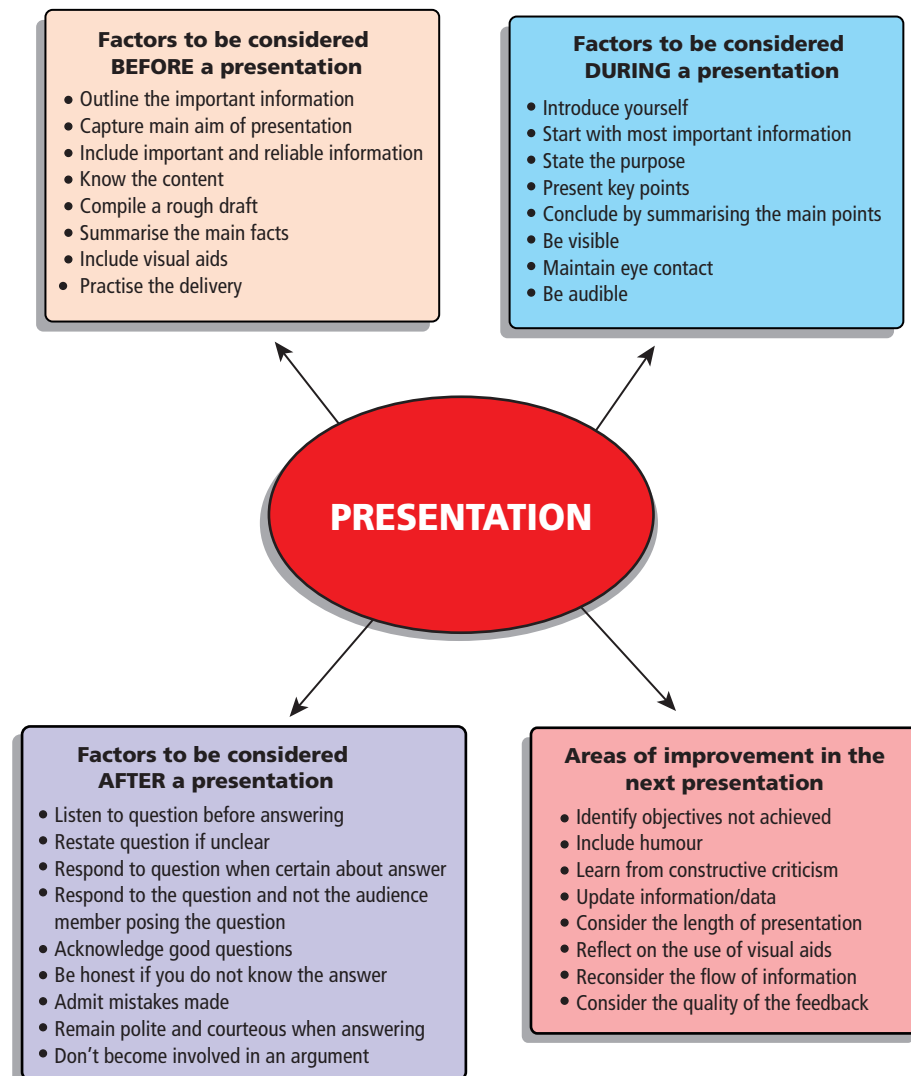 Factors to be considered
BEFORE a presentation
• Outline the important information
• Capture main aim of presentation
• Include important and reliable information
• Know the content
• Compile a rough draft
• Summarise the main facts
• Include visual aids
• Practise the delivery
Factors to be considered
DURING a presentation
• Introduce yourself
• Start with most important information
• State the purpose
• Present key points
• Conclude by summarising the main points
• Be visible
• Maintain eye contact
• Be audible
PRESENTATION
Factors to be considered
AFTER a presentation
• Listen to question before answering
• Restate question if unclear
• Respond to question when certain about answer
• Respond to the question and not the audience
member posing the question
• Acknowledge good questions
• Be honest if you do not know the answer
• Admit mistakes made
• Remain polite and courteous when answering
• Don't become involved in an argument
Areas of improvement in the
next presentation
• Identify objectives not achieved
• Include humour
• Learn from constructive criticism
• Update information/data
• Consider the length of presentation
• Reflect on the use of visual aids
• Reconsider the flow of information
• Consider the quality of the feedback